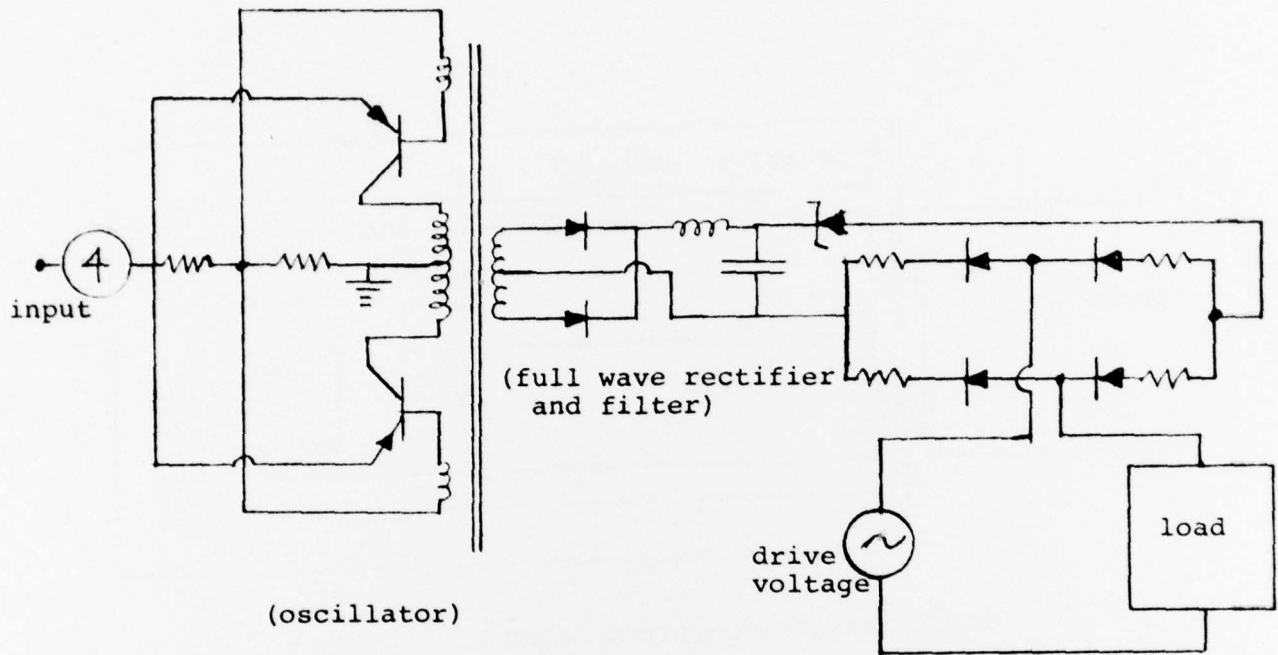 4
input
(full wave rectifier
and filter)
drive
voltage
load
(oscillator)